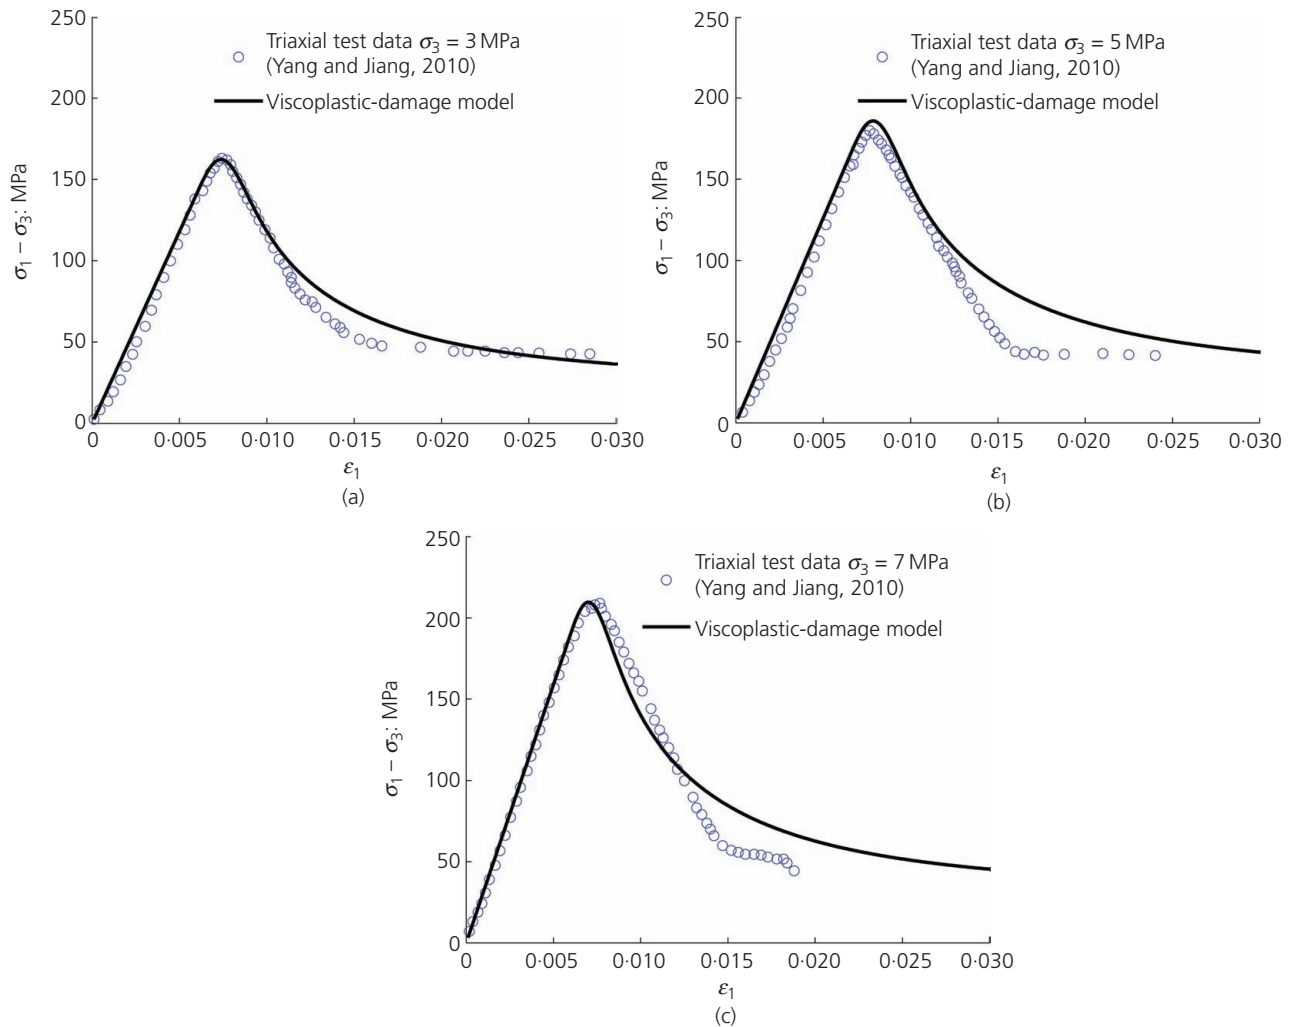 250
200
150
100
50
0
σ1 – σ3: MPa
Triaxial test data σ3 = 3 MPa
(Yang and Jiang, 2010)
Viscoplastic-damage model
0 0·005 0·010 0·015 0·020 0·025 0·030
ε1
(a)
250
200
150
100
50
0
σ1 – σ3: MPa
Triaxial test data σ3 = 5 MPa
(Yang and Jiang, 2010)
Viscoplastic-damage model
0 0·005 0·010 0·015 0·020 0·025 0·030
ε1
(b)
250
200
150
100
50
0
σ1 – σ3: MPa
Triaxial test data σ3 = 7 MPa
(Yang and Jiang, 2010)
Viscoplastic-damage model
0 0·005 0·010 0·015 0·020 0·025 0·030
ε1
(c)